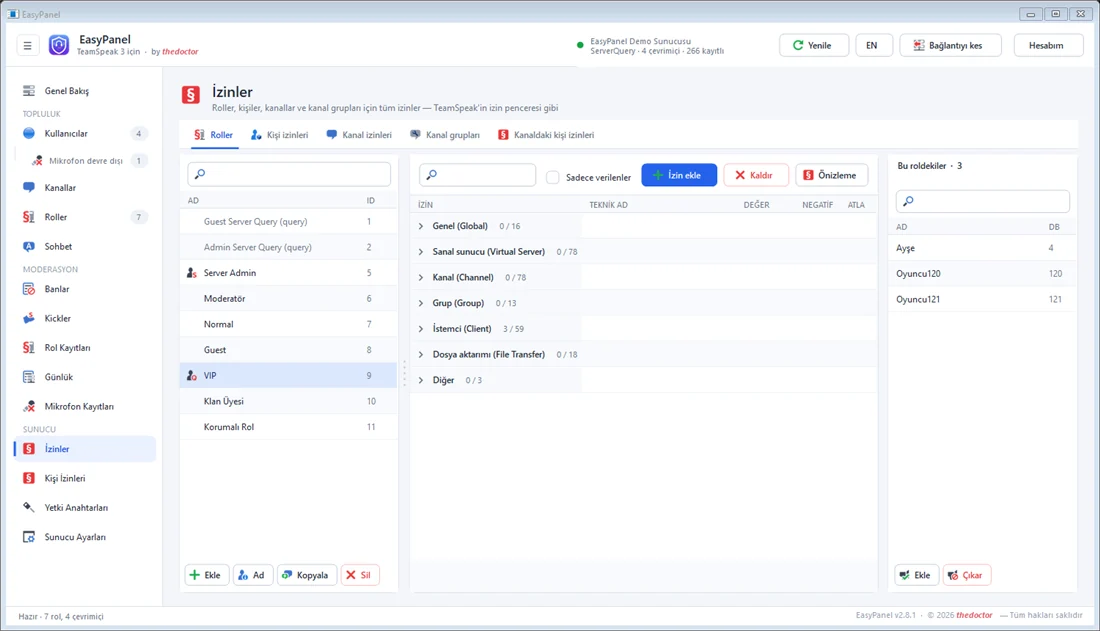 EasyPanel
EasyPanel
TeamSpeak 3 için · by thedoctor
EasyPanel Demo Sunucusu
ServerQuery · 4 çevrimiçi · 266 kayıtlı
Yenile
EN
Bağlantıyı kes
Hesabım
Genel Bakış
TOPLULUK
Kullanıcılar 4
Mikrofon devre dışı 1
Kanallar
Roller 7
Sohbet
MODERASYON
Banlar
Kickler
Rol Kayıtları
Günlük
Mikrofon Kayıtları
SUNUCU
İzinler
Kişi İzinleri
Yetki Anahtarları
Sunucu Ayarları
İzinler
Roller, kişiler, kanallar ve kanal grupları için tüm izinler — TeamSpeak'in izin penceresi gibi
Roller
Kişi izinleri
Kanal izinleri
Kanal grupları
Kanaldaki kişi izinleri
AD ID
Guest Server Query (query) 1
Admin Server Query (query) 2
Server Admin 5
Moderatör 6
Normal 7
Guest 8
VIP 9
Klan Üyesi 10
Korumalı Rol 11
Ekle
Ad
Kopyala
Sil
Sadece verilenler
İzin ekle
Kaldır
Önizleme
İZİN TEKNİK AD DEĞER NEGATİF ATLA
Genel (Global) 0 / 16
Sanal sunucu (Virtual Server) 0 / 78
Kanal (Channel) 0 / 78
Grup (Group) 0 / 13
İstemci (Client) 3 / 59
Dosya aktarımı (File Transfer) 0 / 18
Diğer 0 / 3
Bu roldekiler · 3
AD DB
Ayşe 4
Oyuncu120 120
Oyuncu121 121
Ekle
Çıkar
Hazır · 7 rol, 4 çevrimiçi
EasyPanel v2.8.1 · © 2026 thedoctor — Tüm hakları saklıdır